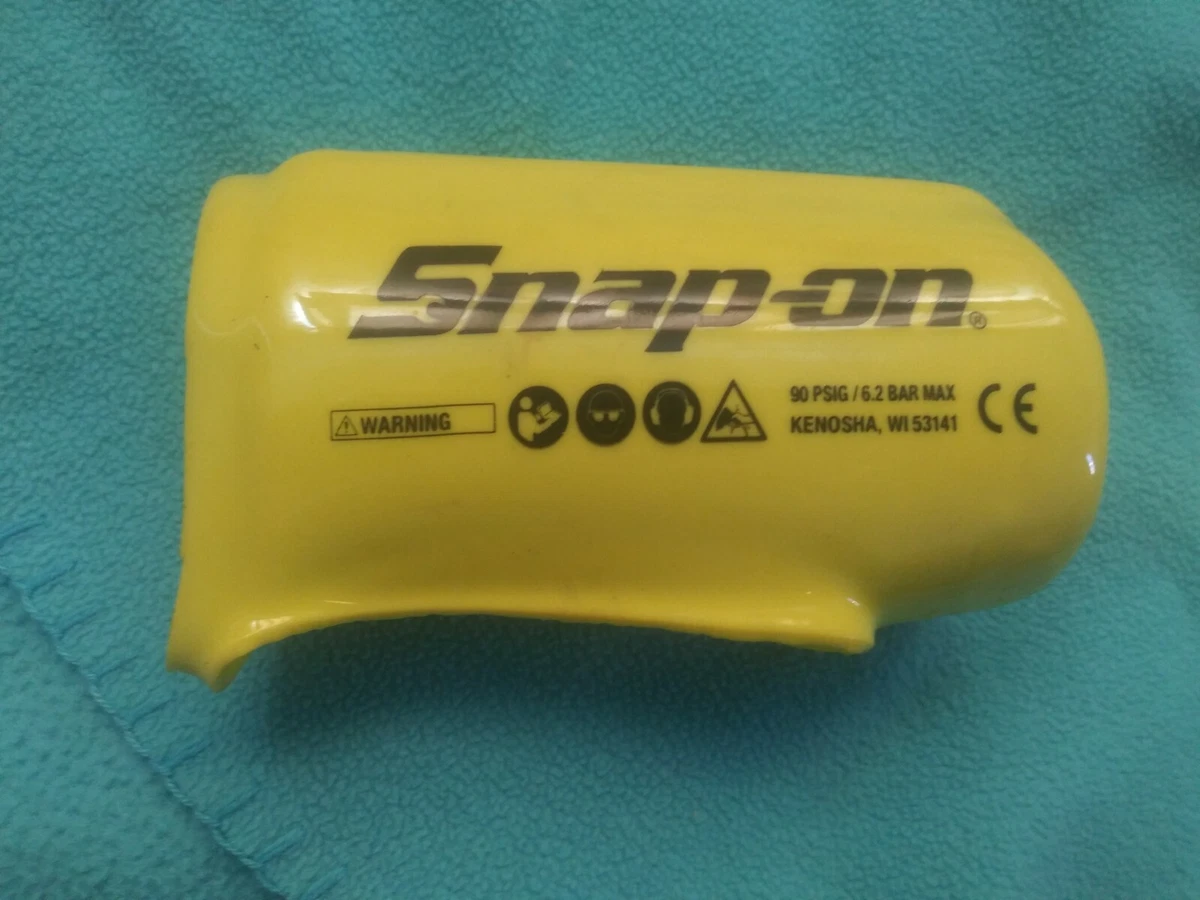 Snap-on®
WARNING
90 PSIG / 6.2 BAR MAX
KENOSHA, WI 53141
CE